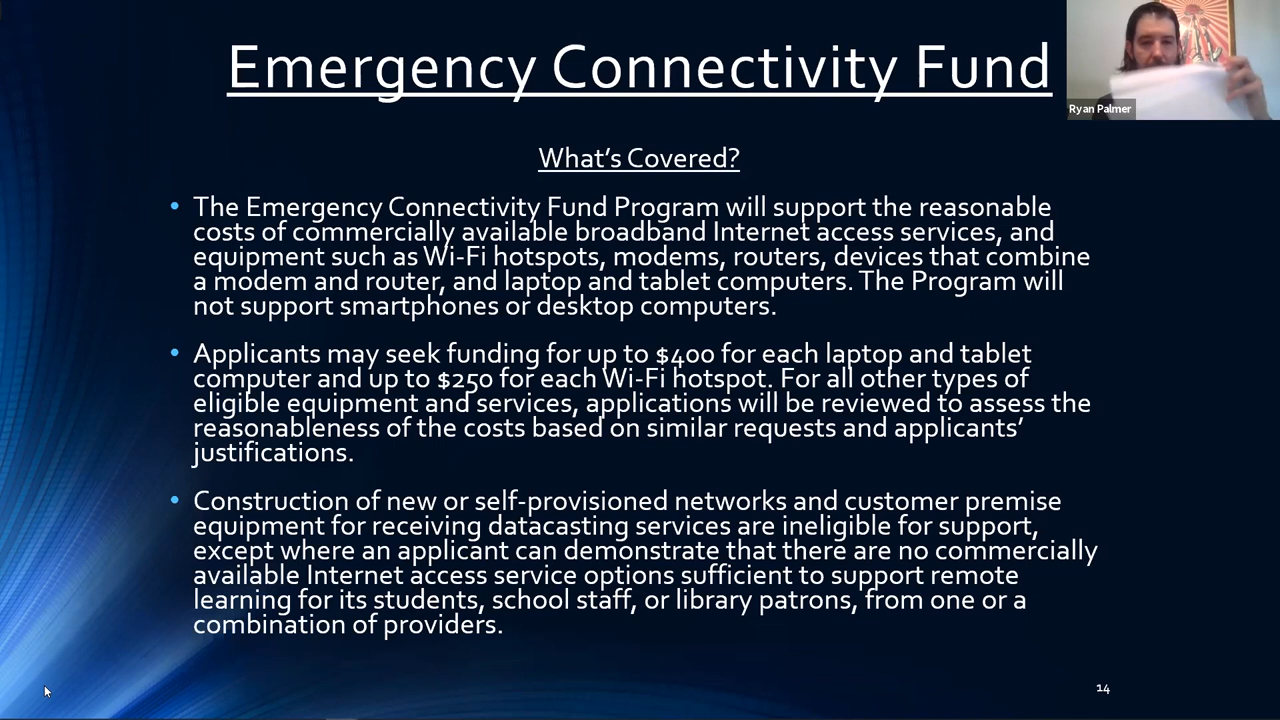 Emergency Connectivity Fund
Ryan Palmer
What's Covered?
• The Emergency Connectivity Fund Program will support the reasonable
costs of commercially available broadband Internet access services, and
equipment such as Wi-Fi hotspots, modems, routers, devices that combine
a modem and router, and laptop and tablet computers. The Program will
not support smartphones or desktop computers.
• Applicants may seek funding for up to $400 for each laptop and tablet
computer and up to $250 for each Wi-Fi hotspot. For all other types of
eligible equipment and services, applications will be reviewed to assess the
reasonableness of the costs based on similar requests and applicants'
justifications.
• Construction of new or self-provisioned networks and customer premise
equipment for receiving datacasting services are ineligible for support,
except where an applicant can demonstrate that there are no commercially
available Internet access service options sufficient to support remote
learning for its students, school staff, or library patrons, from one or a
combination of providers.
14